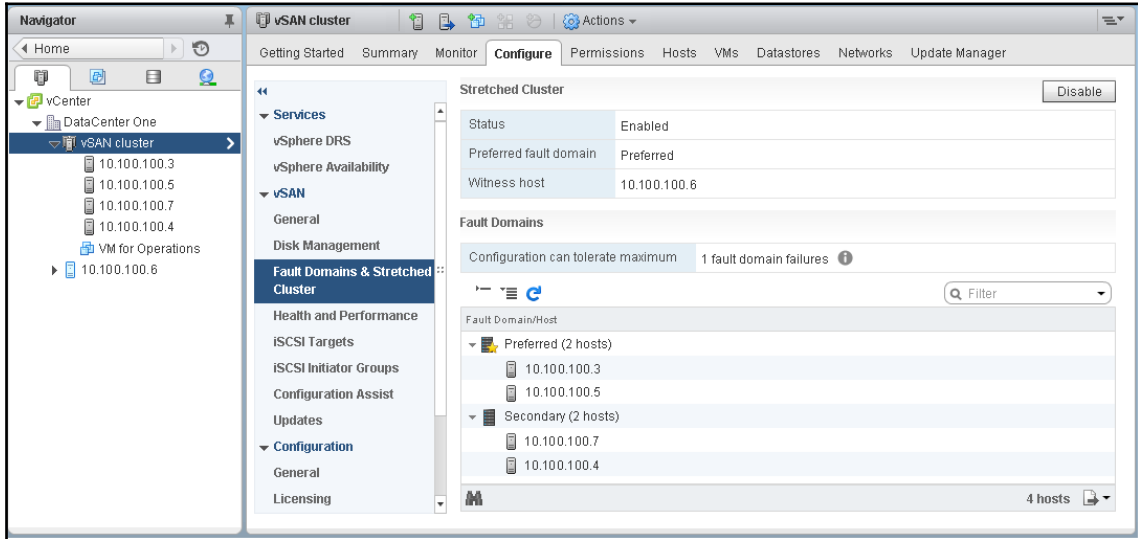 Navigator
Home
vCenter
DataCenter One
vSAN cluster
10.100.100.3
10.100.100.5
10.100.100.7
10.100.100.4
VM for Operations
10.100.100.6
vSAN cluster
Actions
Getting Started Summary Monitor Configure Permissions Hosts VMs Datastores Networks Update Manager
Services
vSphere DRS
vSphere Availability
vSAN
General
Disk Management
Fault Domains & Stretched
Cluster
Health and Performance
iSCSI Targets
iSCSI Initiator Groups
Configuration Assist
Updates
Configuration
General
Licensing
Stretched Cluster
Disable
Status Enabled
Preferred fault domain Preferred
Witness host 10.100.100.6
Fault Domains
Configuration can tolerate maximum 1 fault domain failures
Filter
Fault Domain/Host
Preferred (2 hosts)
10.100.100.3
10.100.100.5
Secondary (2 hosts)
10.100.100.7
10.100.100.4
4 hosts